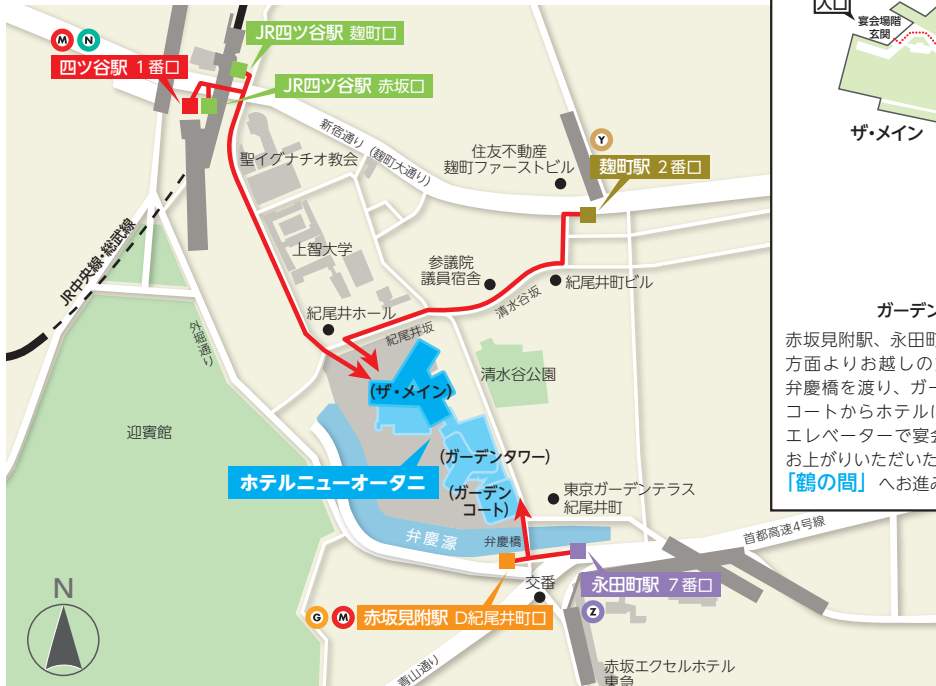 JR四ツ谷駅 麹町口
M N
四ツ谷駅 1番口
JR四ツ谷駅 赤坂口
新宿通り (麹町大通り)
聖イグナチオ教会
住友不動産
麹町ファーストビル
Y
麹町駅 2番口
JR中央線・総武線
上智大学
参議院
議員宿舎
紀尾井町ビル
清水谷坂
紀尾井ホール
紀尾井坂
外堀通り
清水谷公園
(ザ・メイン)
迎賓館
(ガーデンタワー)
ホテルニューオータニ
(ガーデン
コート)
東京ガーデンテラス
紀尾井町
弁慶濠
弁慶橋
首都高速4号線
交番
永田町駅 7番口
Z
N
G M 赤坂見附駅 D紀尾井町口
青山通り
赤坂エクセルホテル
東急
入口
宴会場階
玄関
ザ・メイン
ガーデン
赤坂見附駅、永田町
方面よりお越しの
弁慶橋を渡り、ガー
コートからホテルに
エレベーターで宴会
お上がりいただいた
「鶴の間」へお進み